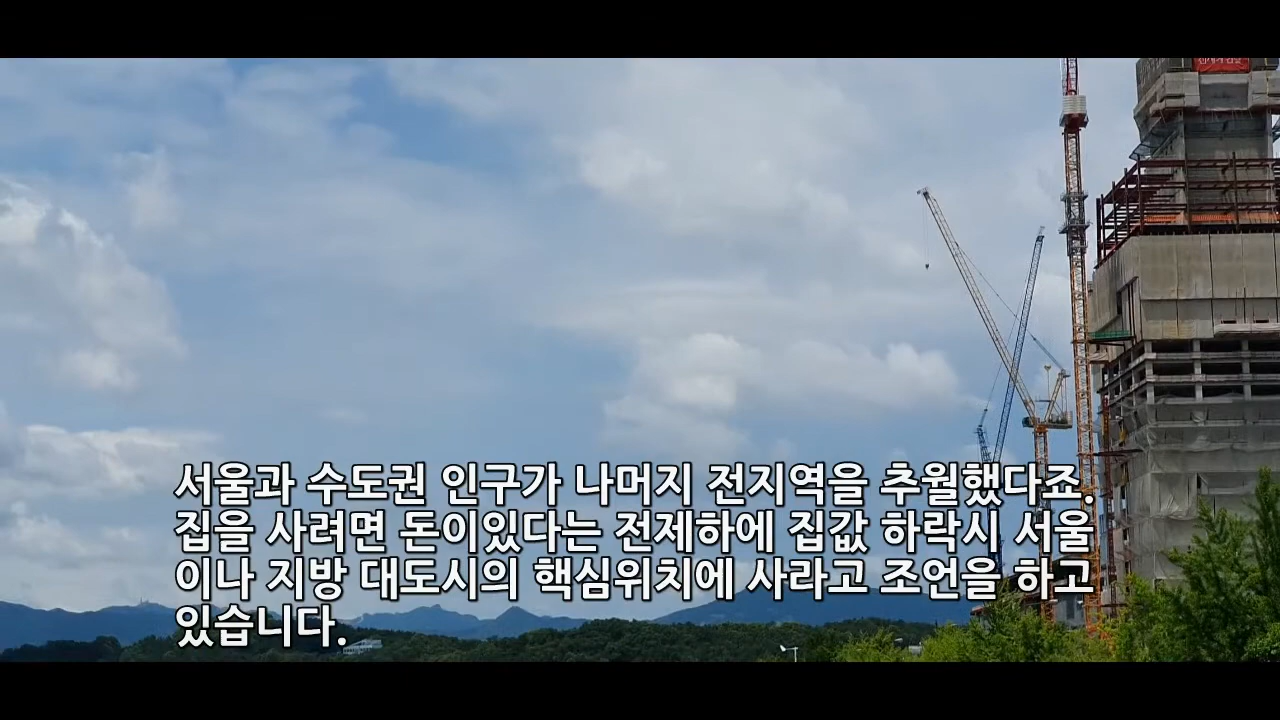 서울과 수도권 인구가 나머지 전지역을 추월했다죠.
집을 사려면 돈이있다는 전제하에 집값 하락시 서울
이나 지방 대도시의 핵심위치에 사라고 조언을 하고
있습니다.